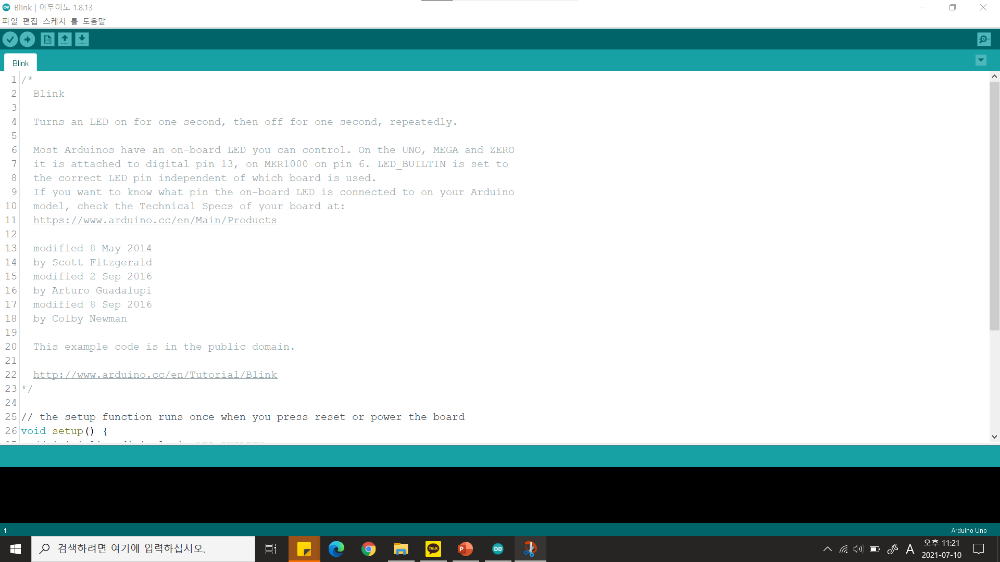 Blink | 아두이노 1.8.13
파일 편집 스케치 툴 도움말
Blink
1 /*
2 Blink
3
4 Turns an LED on for one second, then off for one second, repeatedly.
5
6 Most Arduinos have an on-board LED you can control. On the UNO, MEGA and ZERO
7 it is attached to digital pin 13, on MKR1000 on pin 6. LED_BUILTIN is set to
8 the correct LED pin independent of which board is used.
9 If you want to know what pin the on-board LED is connected to on your Arduino
10 model, check the Technical Specs of your board at:
11 https://www.arduino.cc/en/Main/Products
12
13 modified 8 May 2014
14 by Scott Fitzgerald
15 modified 2 Sep 2016
16 by Arturo Guadalupi
17 modified 8 Sep 2016
18 by Colby Newman
19
20 This example code is in the public domain.
21
22 http://www.arduino.cc/en/Tutorial/Blink
23 */
24
25 // the setup function runs once when you press reset or power the board
26 void setup() {
1
Arduino Uno
검색하려면 여기에 입력하십시오.
TALK
P
A
오후 11:21
2021-07-10